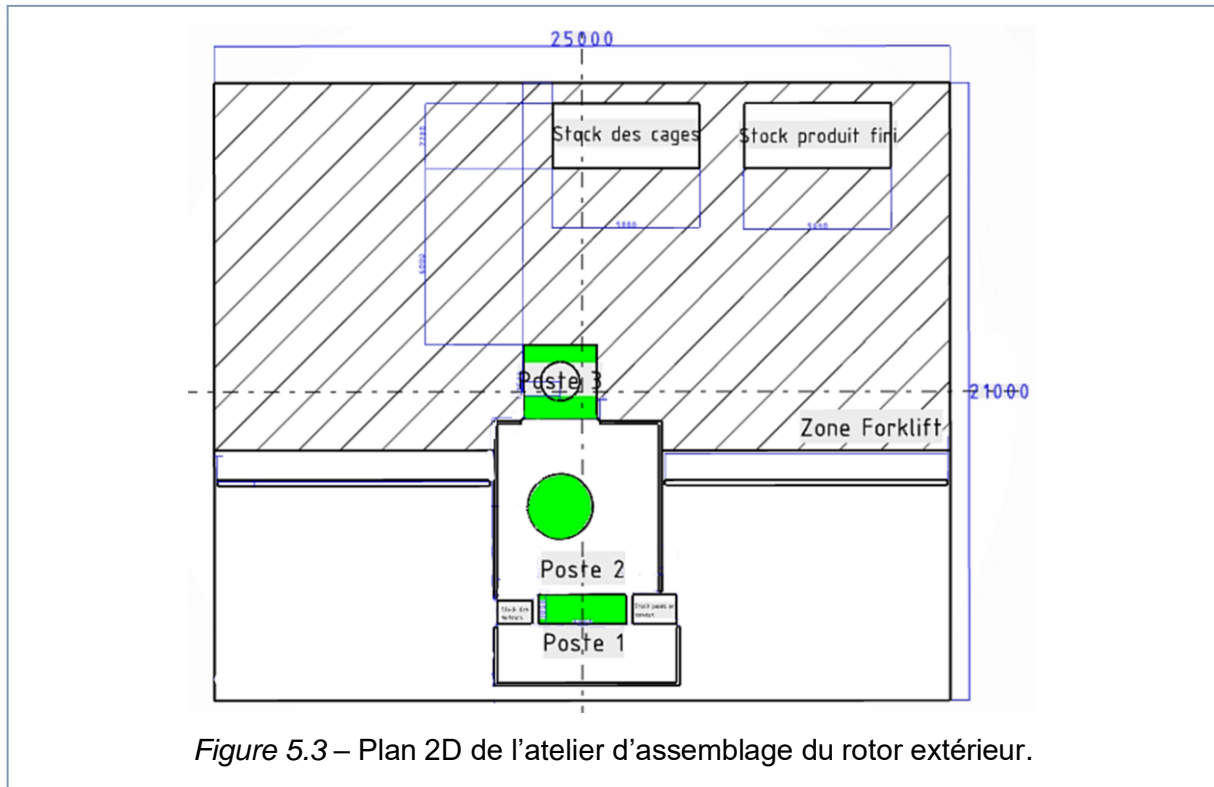 25000
Stock des cages
Stock produit fini
6000
Poste 3
21000
Zone Forklift
Poste 2
Poste 1
Figure 5.3 – Plan 2D de l’atelier d’assemblage du rotor extérieur.